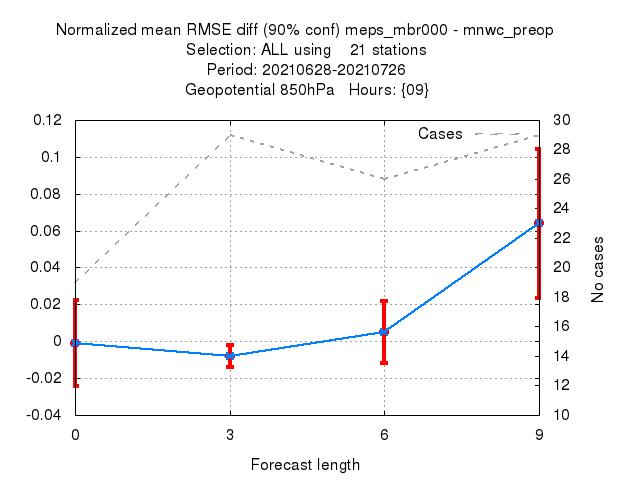 Normalized mean RMSE diff (90% conf) meps_mbr000 - mnwc_preop
Selection: ALL using    21 stations
Period: 20210628-20210726
Geopotential 850hPa   Hours: {09}
0.12
0.1
0.08
0.06
0.04
0.02
0
-0.02
-0.04
Cases
30
28
26
24
22
20
18
16
14
12
10
No cases
0 3 6 9
Forecast length